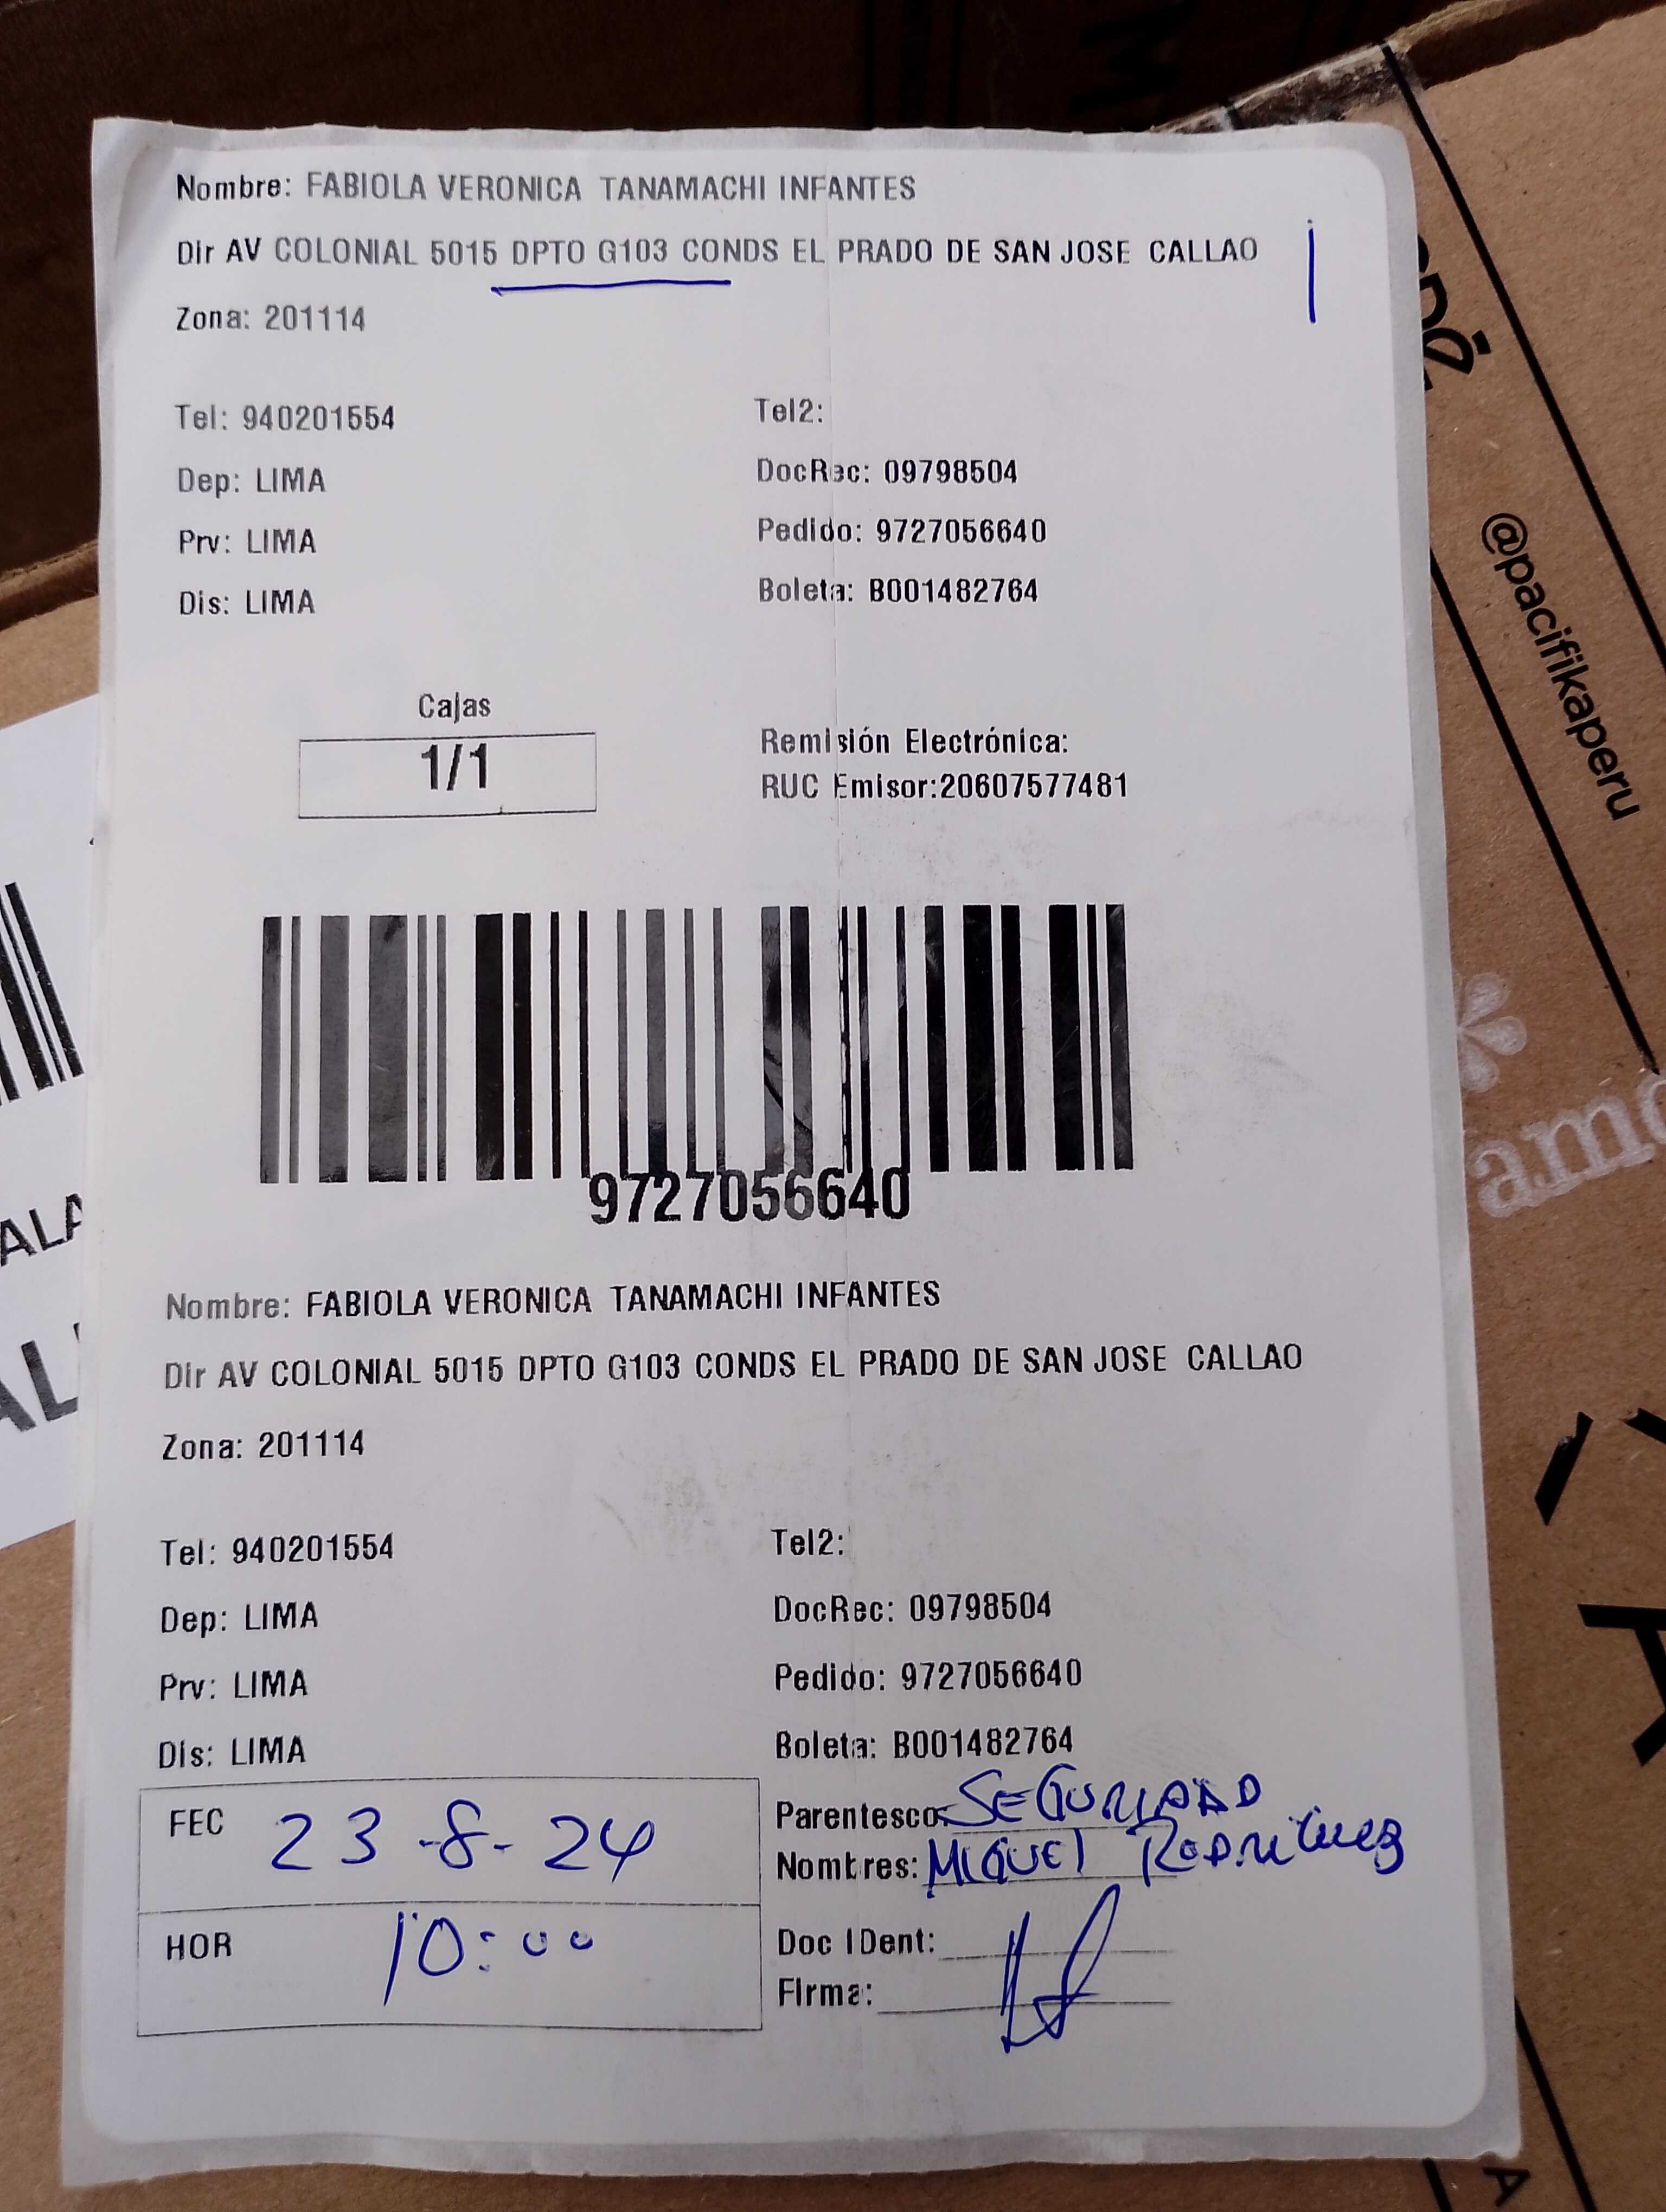 Nombre: FABIOLA VERONICA TANAMACHI INFANTES
Dir AV COLONIAL 5015 DPTO G103 CONDS EL PRADO DE SAN JOSE CALLAO
Zona: 201114
Tel: 940201554 Tel2:
Dep: LIMA DocRec: 09798504
Prv: LIMA Pedido: 9727056640
Dis: LIMA Boleta: B001482764
Cajas
1/1
Remisión Electrónica:
RUC Emisor:20607577481
9727056640
Nombre: FABIOLA VERONICA TANAMACHI INFANTES
Dir AV COLONIAL 5015 DPTO G103 CONDS EL PRADO DE SAN JOSE CALLAO
Zona: 201114
Tel: 940201554 Tel2:
Dep: LIMA DocRec: 09798504
Prv: LIMA Pedido: 9727056640
Dis: LIMA Boleta: B001482764
FEC 23-8-24 Parentesco: SEGURIDAD
Nombres: MIGUEL RODRIGUEZ
HOR 10:00 Doc IDent:
Firma:
@pacifikaperu